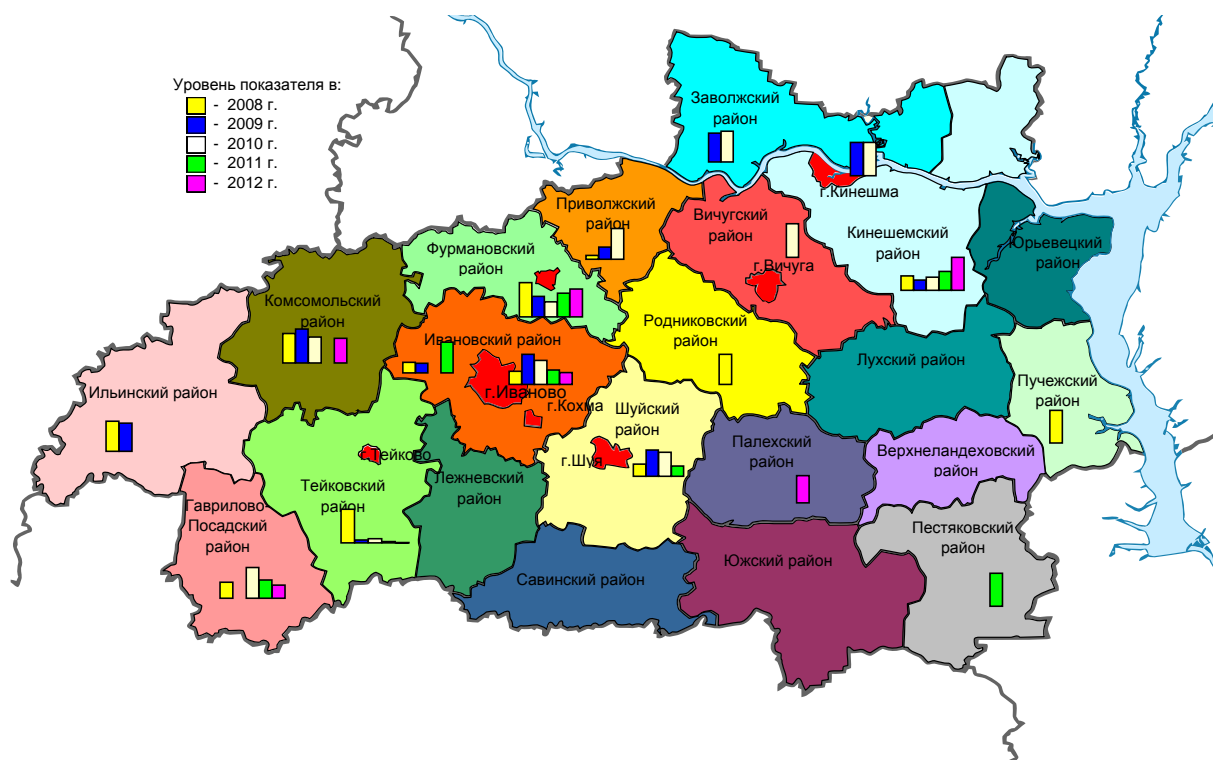 Уровень показателя в:
- 2008 г.
- 2009 г.
- 2010 г.
- 2011 г.
- 2012 г.
Заволжский
район
г.Кинешма
Приволжский
район
Вичугский
район
Кинешемский
район
Юрьевецкий
район
Фурмановский
район
г.Вичуга
Комсомольский
район
Родниковский
район
Ивановский район
Лухский район
Ильинский район
Пучежский
район
г.Иваново
г.Кохма
Шуйский
район
Палехский
район
Верхнеландеховский
район
г.Тейково
г.Шуя
Лежневский
район
Тейковский
район
Гаврилово-
Посадский
район
Пестяковский
район
Савинский район
Южский район